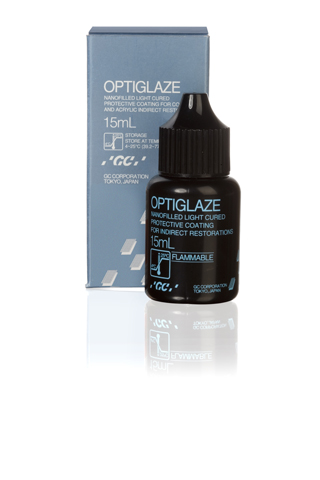 OPTIGLAZE
NANOFILLED LIGHT CURED
PROTECTIVE COATING FOR
AND ACRYLIC INDIRECT RESTORATIONS
15mL
STORAGE
STORE AT
GC
GC CORPORATION
TOKYO, JAPAN
OPTIGLAZE
NANOFILLED LIGHT CURED
PROTECTIVE COATING
FOR INDIRECT RESTORATIONS
15mL
FLAMMABLE
GC
GC CORPORATION
TOKYO, JAPAN